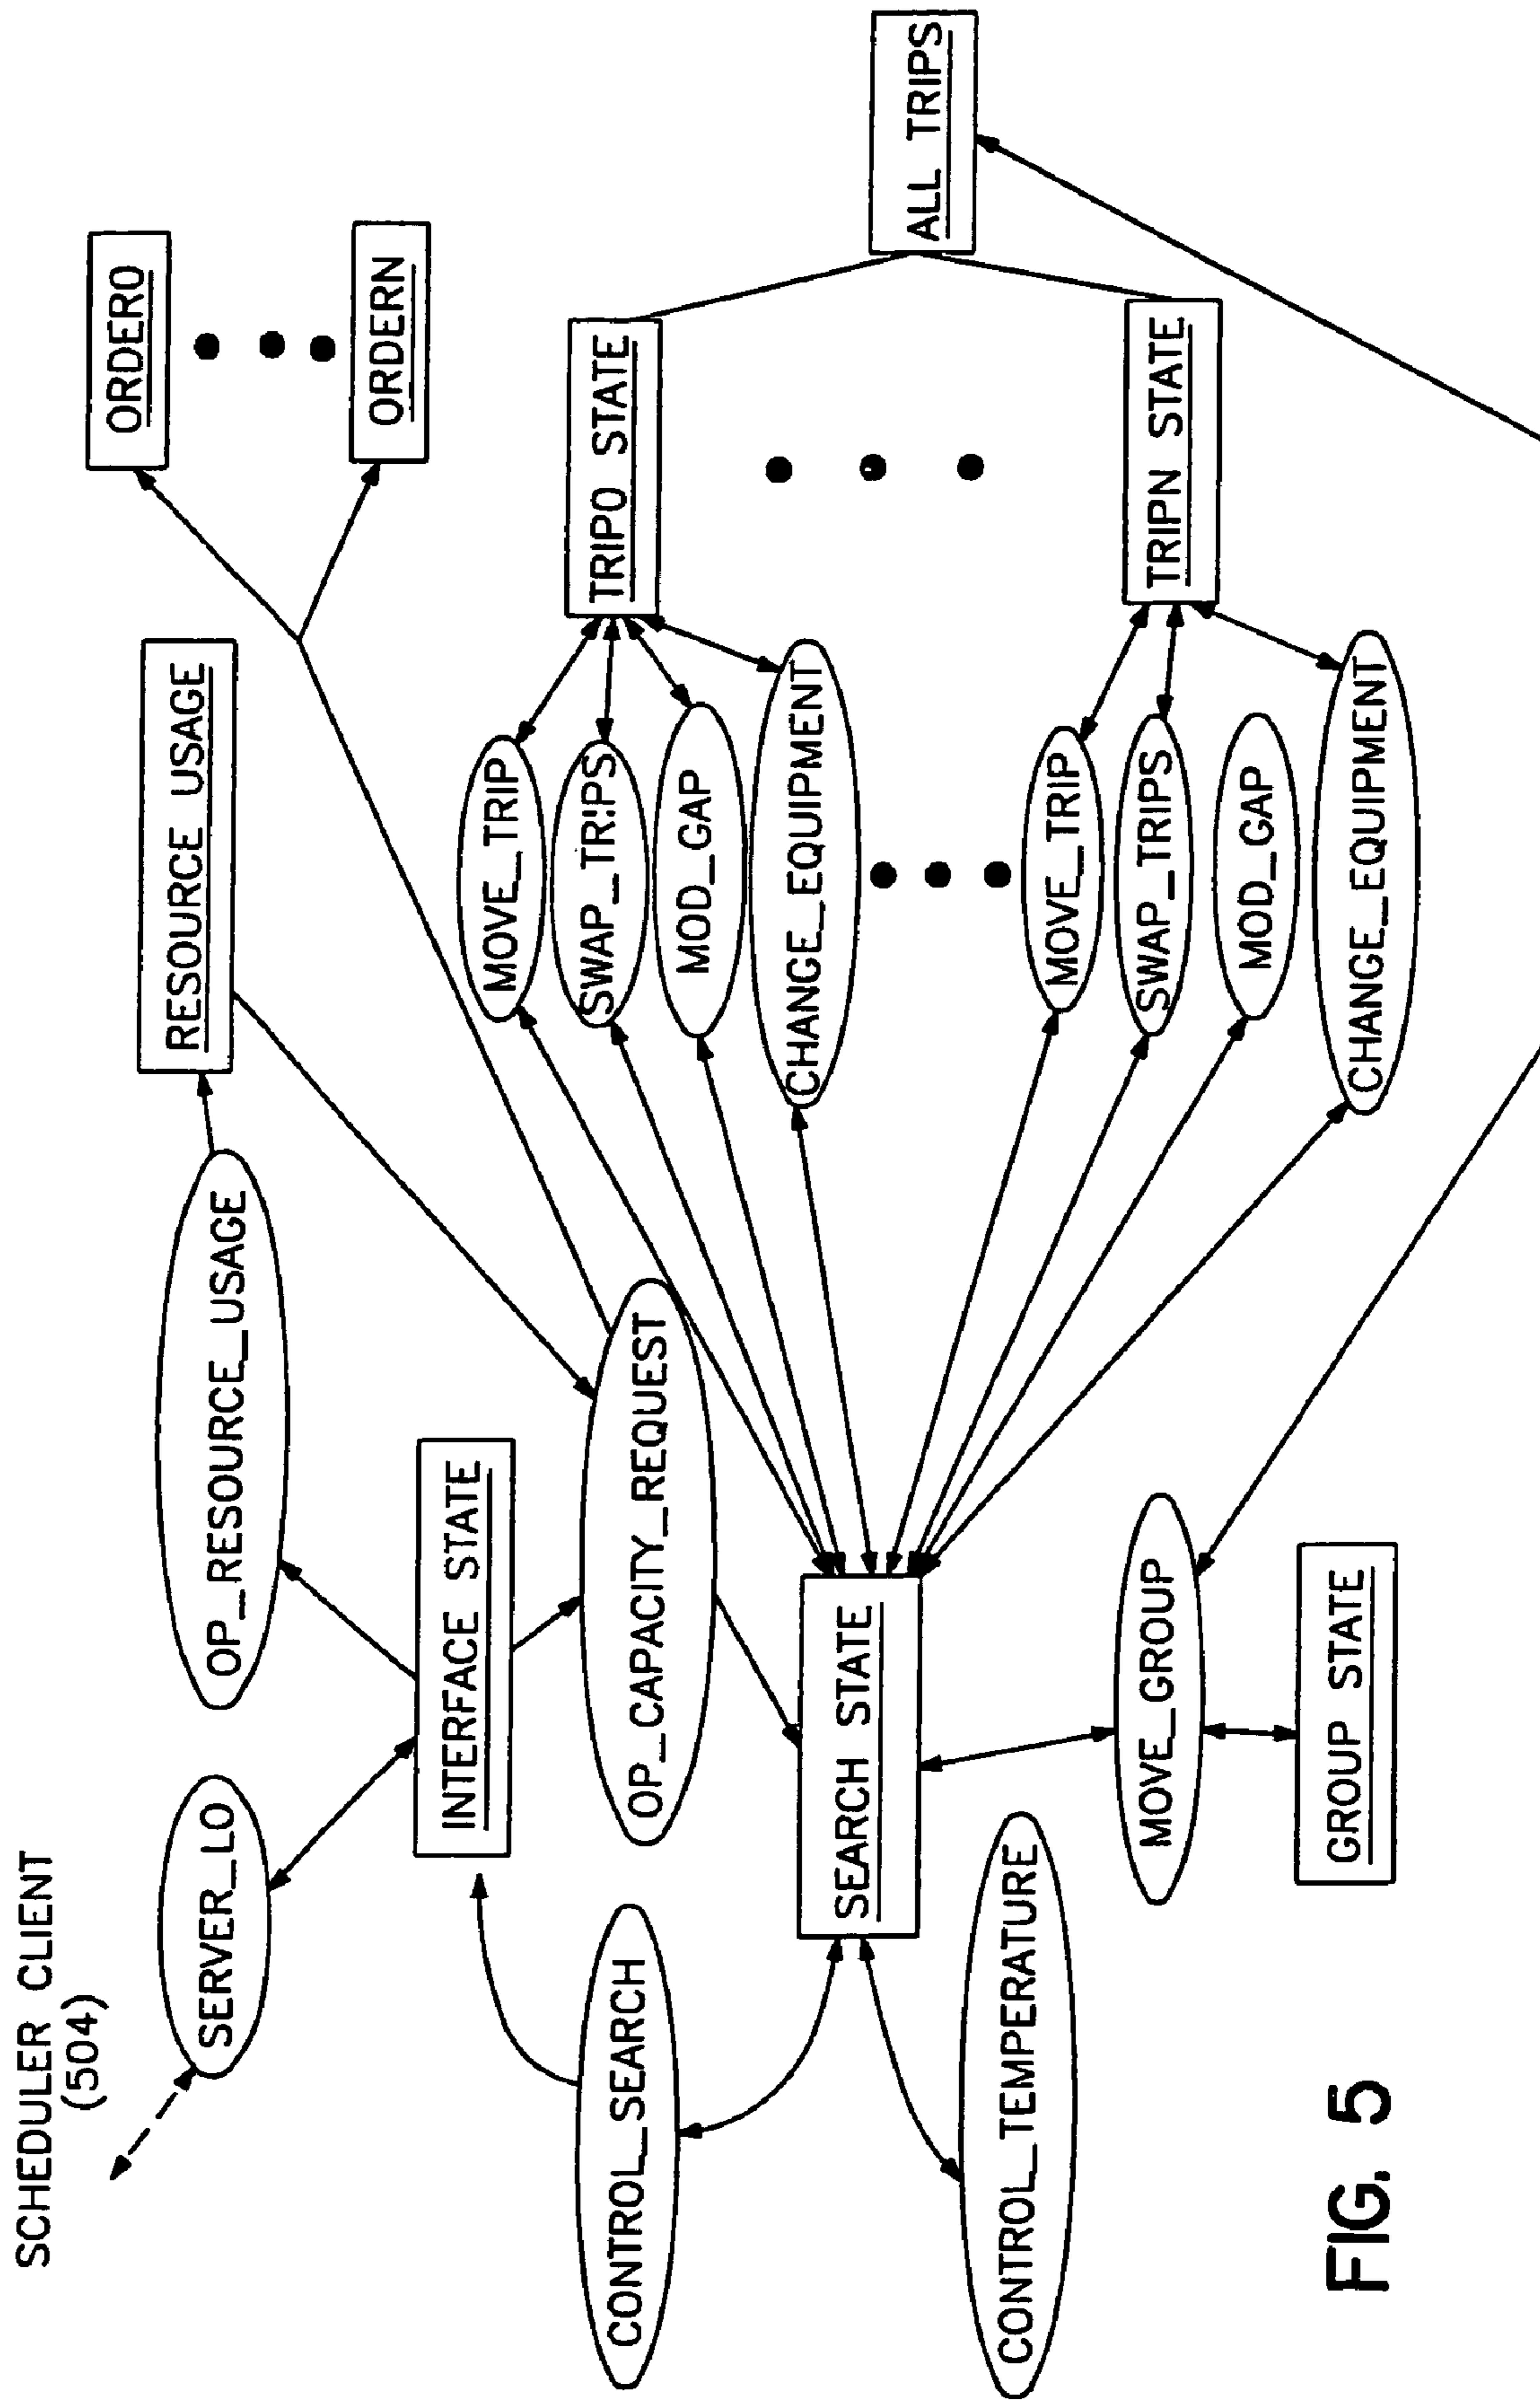 SCHEDULER CLIENT
(504)
SERVER_LO
OP_RESOURCE_USAGE
RESOURCE USAGE
ORDERO
ORDERN
INTERFACE STATE
CONTROL_SEARCH
OP_CAPACITY_REQUEST
MOVE_TRIP
SWAP_TRIPS
MOD_GAP
CHANGE_EQUIPMENT
TRIPO STATE
SEARCH STATE
ALL TRIPS
CONTROL_TEMPERATURE
MOVE_GROUP
MOVE_TRIP
SWAP_TRIPS
MOD_GAP
CHANGE_EQUIPMENT
TRIPN STATE
GROUP STATE
FIG. 5